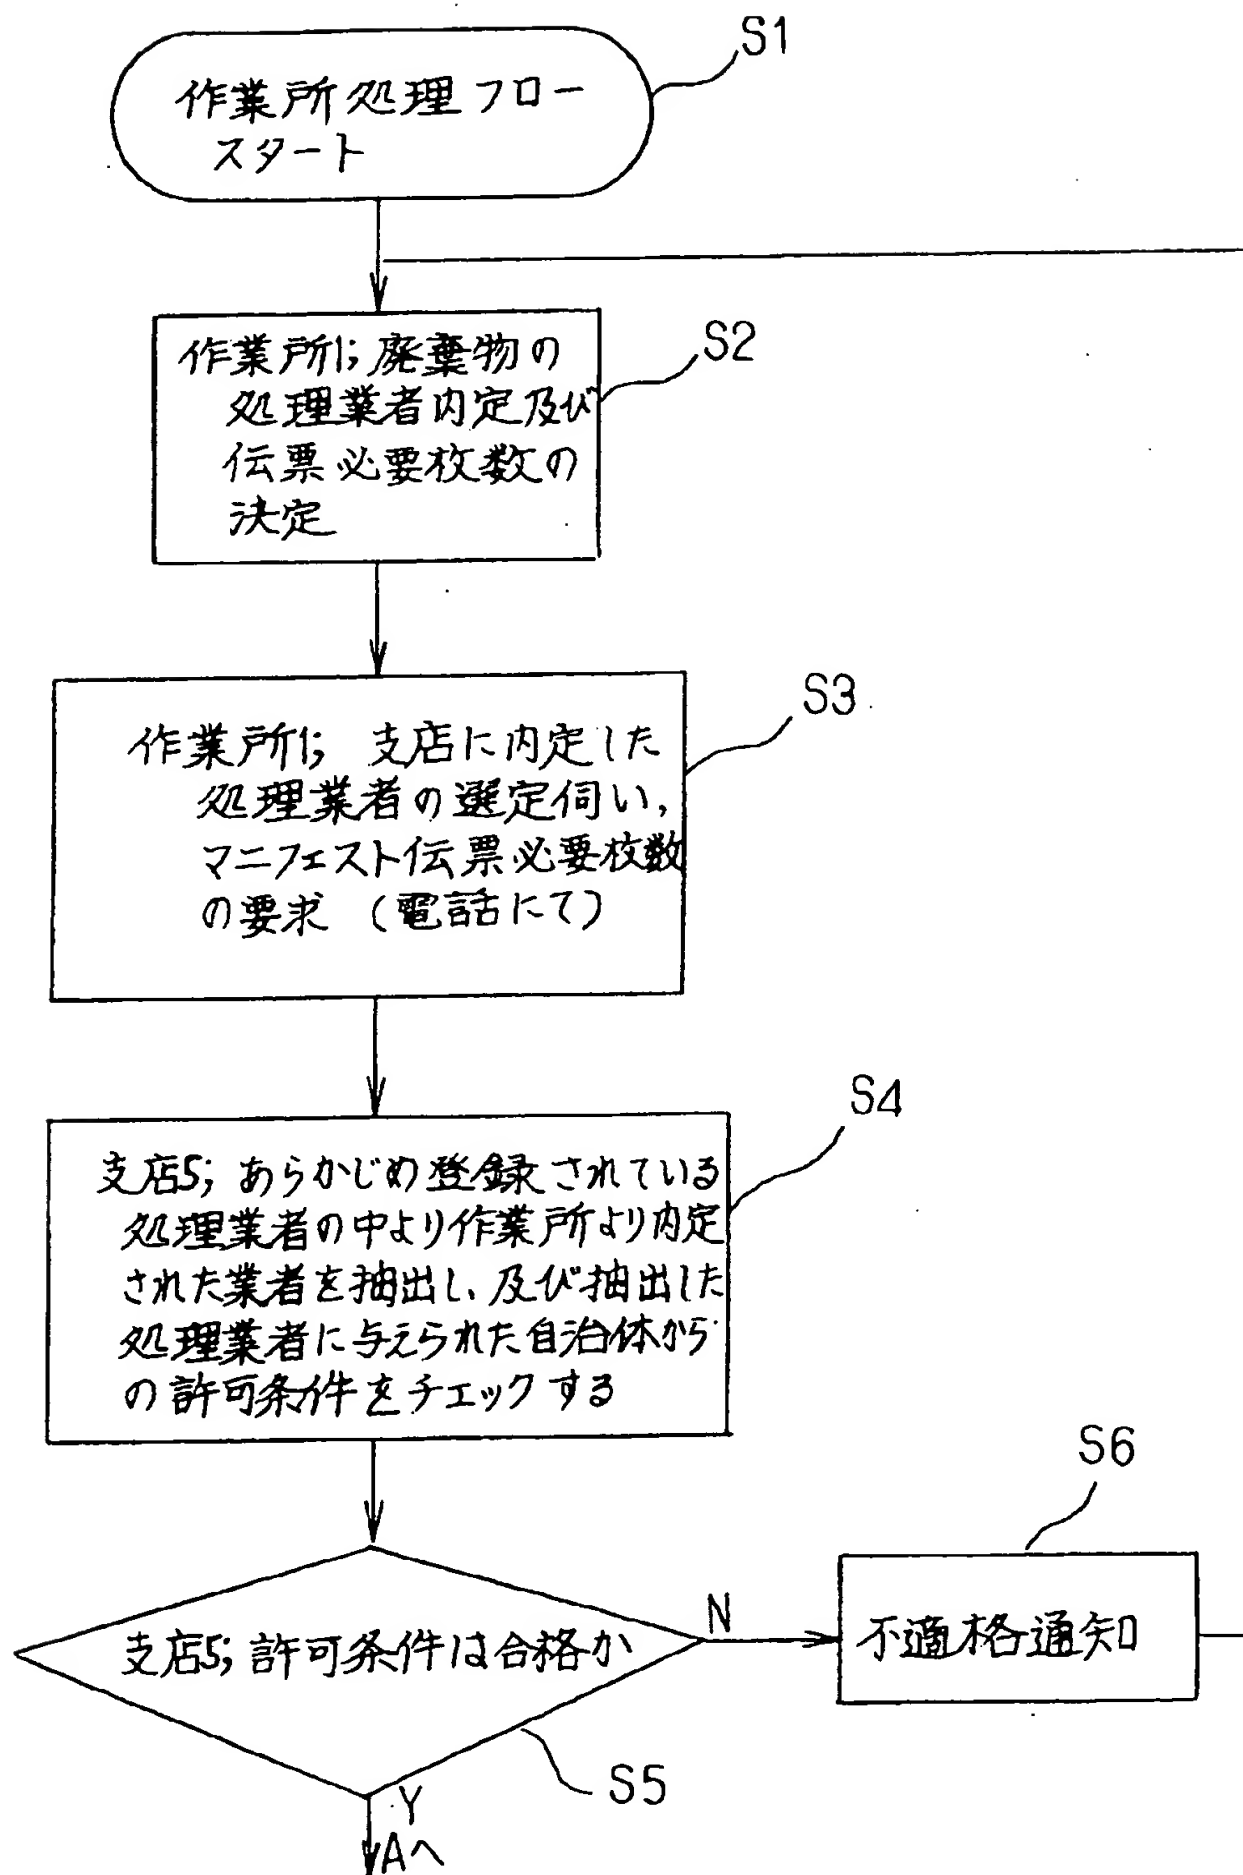 S1
作業所処理フロー
スタート
S2
作業所1; 廃棄物の
処理業者内定及び
伝票必要枚数の
決定
S3
作業所1; 支店に内定した
処理業者の選定伺い,
マニフェスト伝票必要枚数
の要求 (電話にて)
S4
支店5; あらかじめ登録されている
処理業者の中より作業所より内定
された業者を抽出し、及び抽出した
処理業者に与えられた自治体から
の許可条件をチェックする
S6
支店5; 許可条件は合格か
N
不適格通知
S5
Y
Aへ